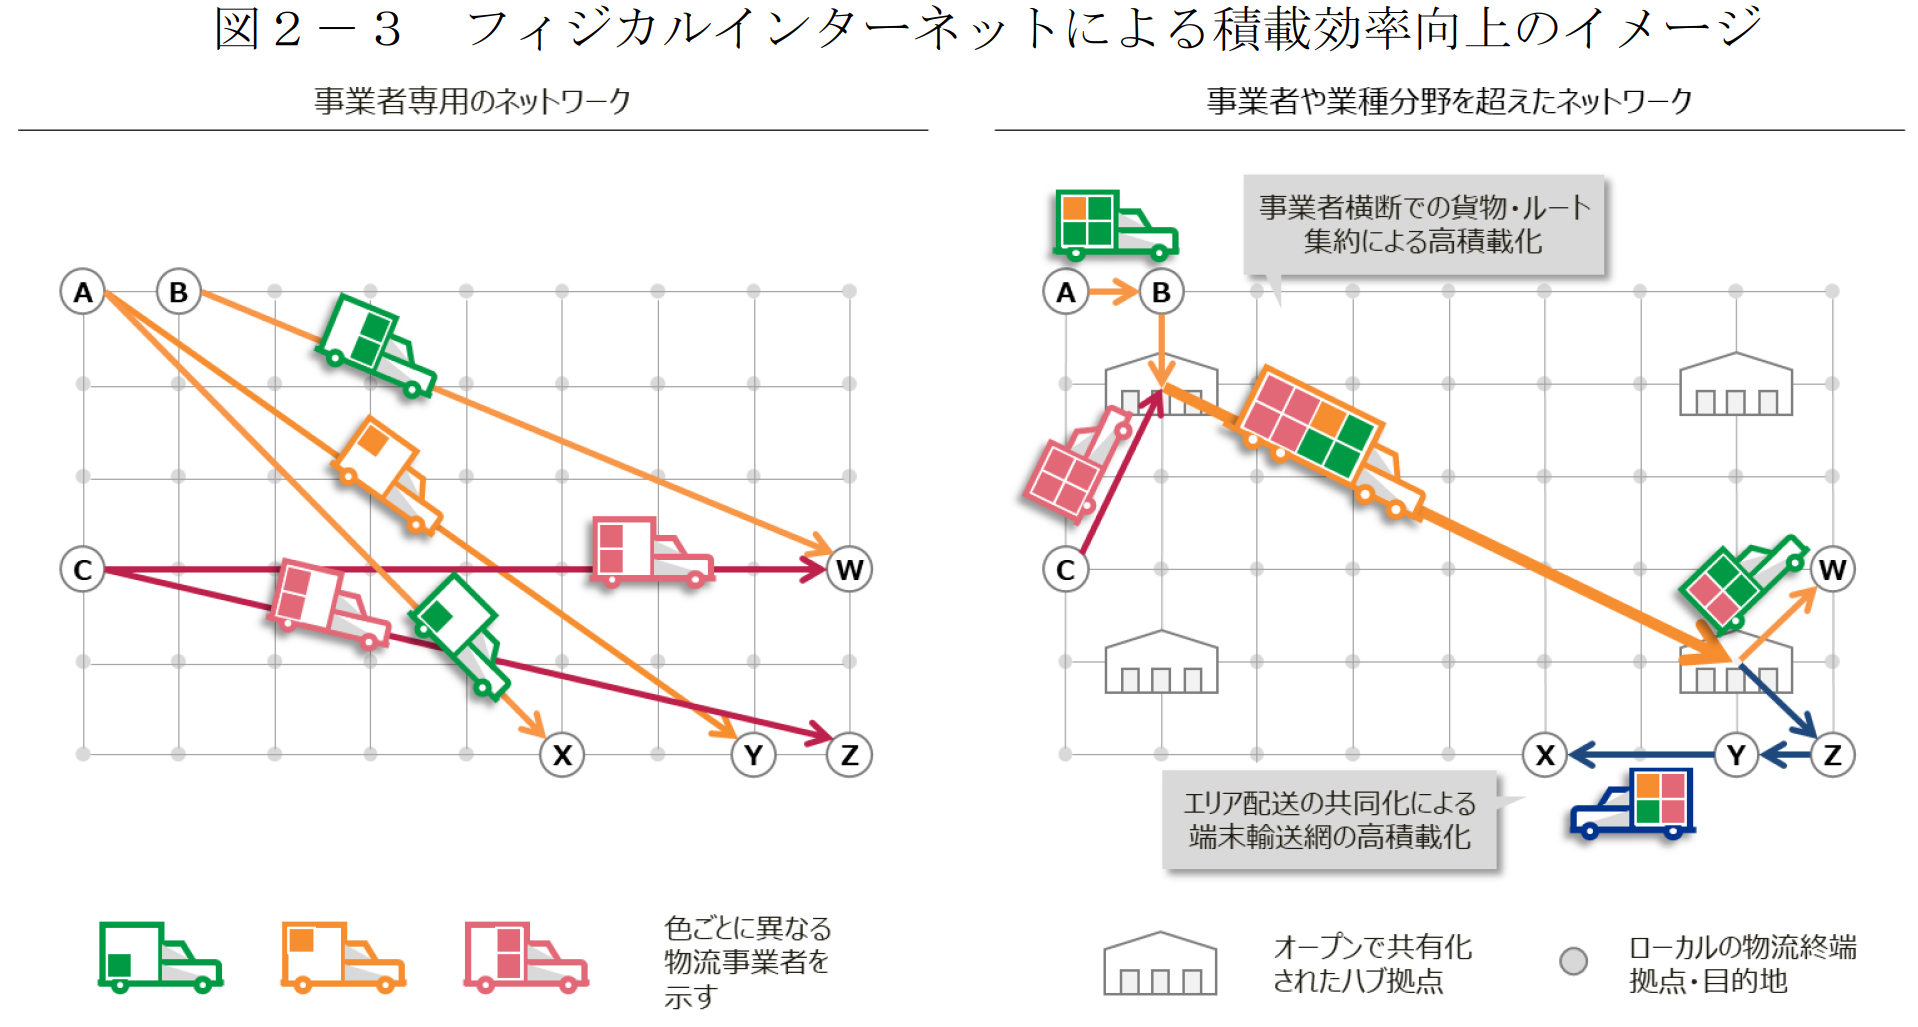 図２－３　フィジカルインターネットによる積載効率向上のイメージ
事業者専用のネットワーク
A
B
C
W
X
Y
Z
色ごとに異なる
物流事業者を
示す
事業者や業種分野を超えたネットワーク
事業者横断での貨物・ルート
集約による高積載化
A
B
C
W
X
Y
Z
エリア配送の共同化による
端末輸送網の高積載化
オープンで共有化
されたハブ拠点
ローカルの物流終端
拠点・目的地